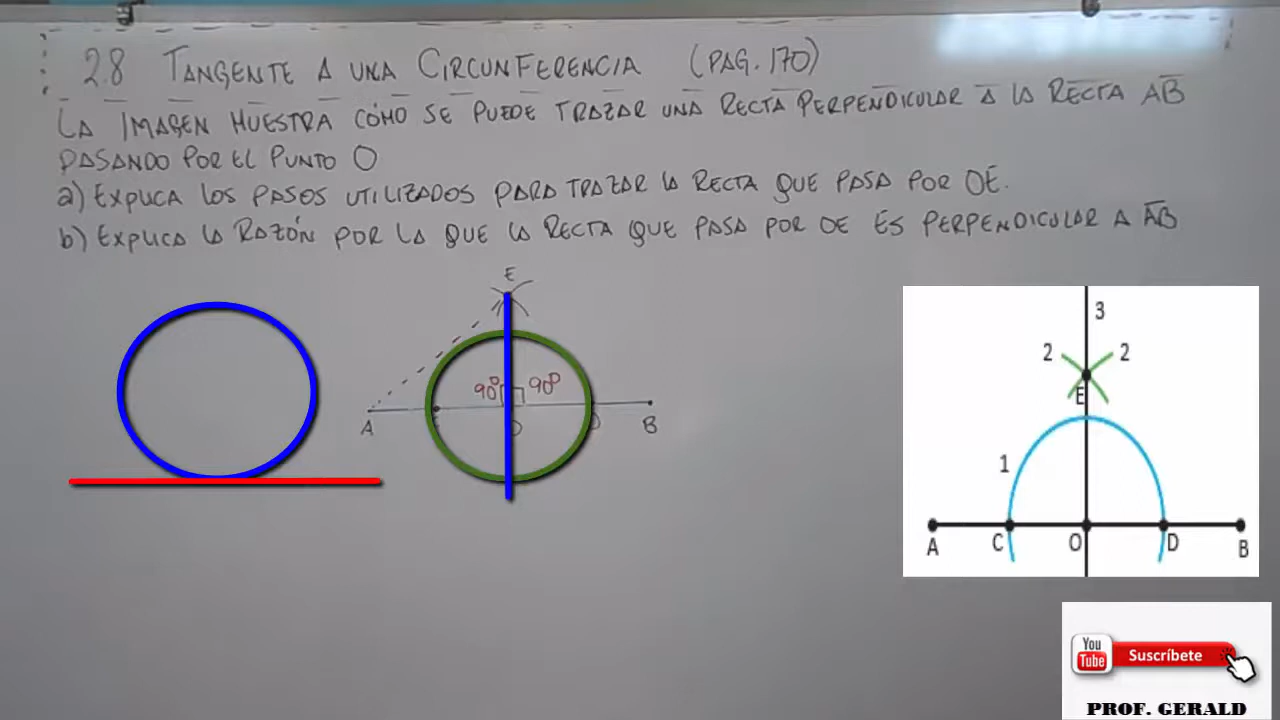 2.8 TANGENTE A UNA CIRCUNFERENCIA (PAG. 170)
LA IMAGEN MUESTRA CÓMO SE PUEDE TRAZAR UNA RECTA PERPENDICULAR A LA RECTA AB
PASANDO POR EL PUNTO O
a) EXPLICA LOS PASOS UTILIZADOS PARA TRAZAR LA RECTA QUE PASA POR OE.
b) EXPLICA LA RAZÓN POR LA QUE LA RECTA QUE PASA POR OE ES PERPENDICULAR A AB
E
90° 90°
A B
3
2 2
E
1
A C O D B
You Tube Suscríbete
PROF. GERALD